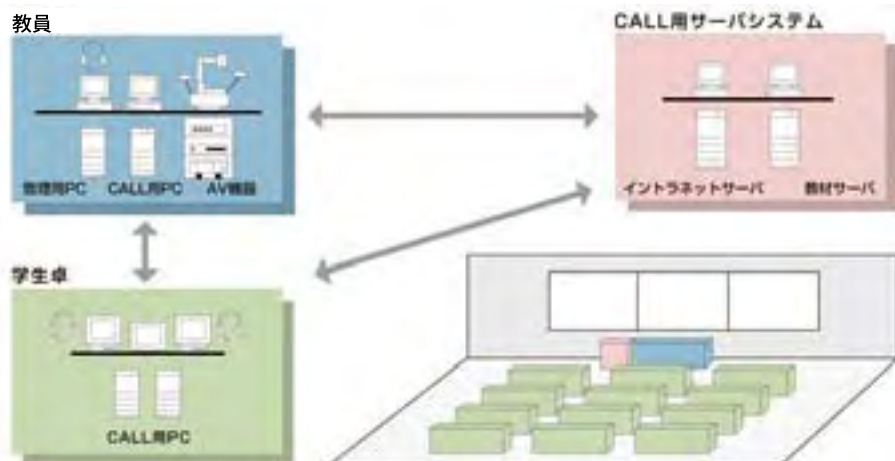 教員
CALL用サーバシステム
管理用PC CALL用PC AV機器
イントラネットサーバ 教材サーバ
学生卓
CALL用PC